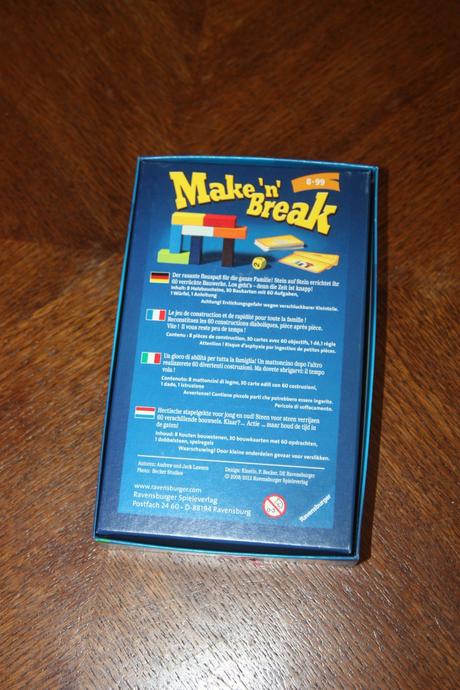 Make 'n' Break
8-99
Der rasante Bauspaß für die ganze Familie! Stein auf Stein errichtet ihr
60 verrückte Bauwerke. Los geht's – denn die Zeit ist knapp!
Inhalt: 8 Holzbausteine, 30 Baukarten mit 60 Aufgaben,
1 Würfel, 1 Anleitung
Achtung! Erstickungsgefahr wegen verschluckbarer Kleinteile.
Le jeu de construction et de rapidité pour toute la famille !
Reconstituez les 60 constructions diaboliques, pièce après pièce.
Vite ! Il vous reste peu de temps !
Contenu : 8 pièces de construction, 30 cartes avec 60 objectifs, 1 dé, 1 règle
Attention ! Risque d'asphyxie par ingestion de petites pièces.
Un gioco di abilità per tutta la famiglia! Un mattoncino dopo l'altro
realizzerete 60 divertenti costruzioni. Ma dovete sbrigarvi: il tempo
vola !
Contenuto: 8 mattoncini di legno, 30 carte edili con 60 costruzioni,
1 dado, 1 istruzione
Avvertenze! Contiene piccole parti che potrebbero essere ingerite.
Pericolo di soffocamento.
Hectische stapelgekte voor jong en oud! Steen voor steen verrijzen
60 verschillende bouwsels. Klaar? ... Actie ... maar houd de tijd in
de gaten!
Inhoud: 8 houten bouwstenen, 30 bouwkaarten met 60 opdrachten,
1 dobbelsteen, spelregels
Waarschuwing! Door kleine onderdelen gevaar voor verslikken.
Autoren: Andrew und Jack Lawson
Photo: Becker Studios
Design: Kinetic, P. Becker, DE Ravensburger
© 2008/2012 Ravensburger Spieleverlag
www.ravensburger.com
Ravensburger Spieleverlag
Postfach 24 60 · D-88194 Ravensburg
0-3
Ravensburger